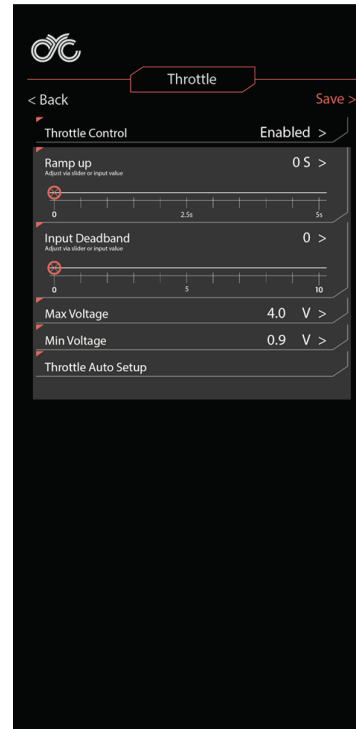 CYC
Throttle
< Back Save >
Throttle Control Enabled >
Ramp up 0 S >
Adjust via slider or input value
0 2.5s 5s
Input Deadband 0 >
Adjust via slider or input value
0 5 10
Max Voltage 4.0 V >
Min Voltage 0.9 V >
Throttle Auto Setup